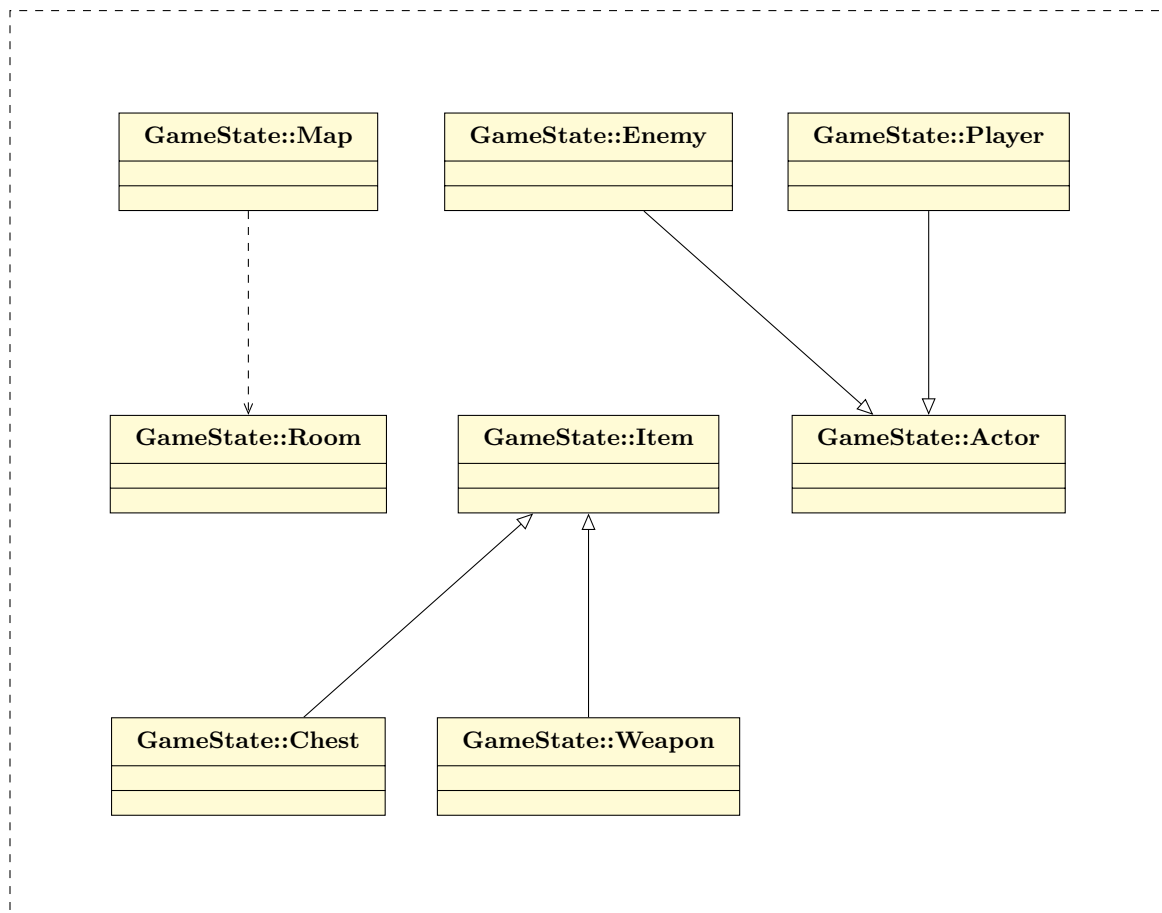 GameState::Map
GameState::Enemy
GameState::Player
GameState::Room
GameState::Item
GameState::Actor
GameState::Chest
GameState::Weapon